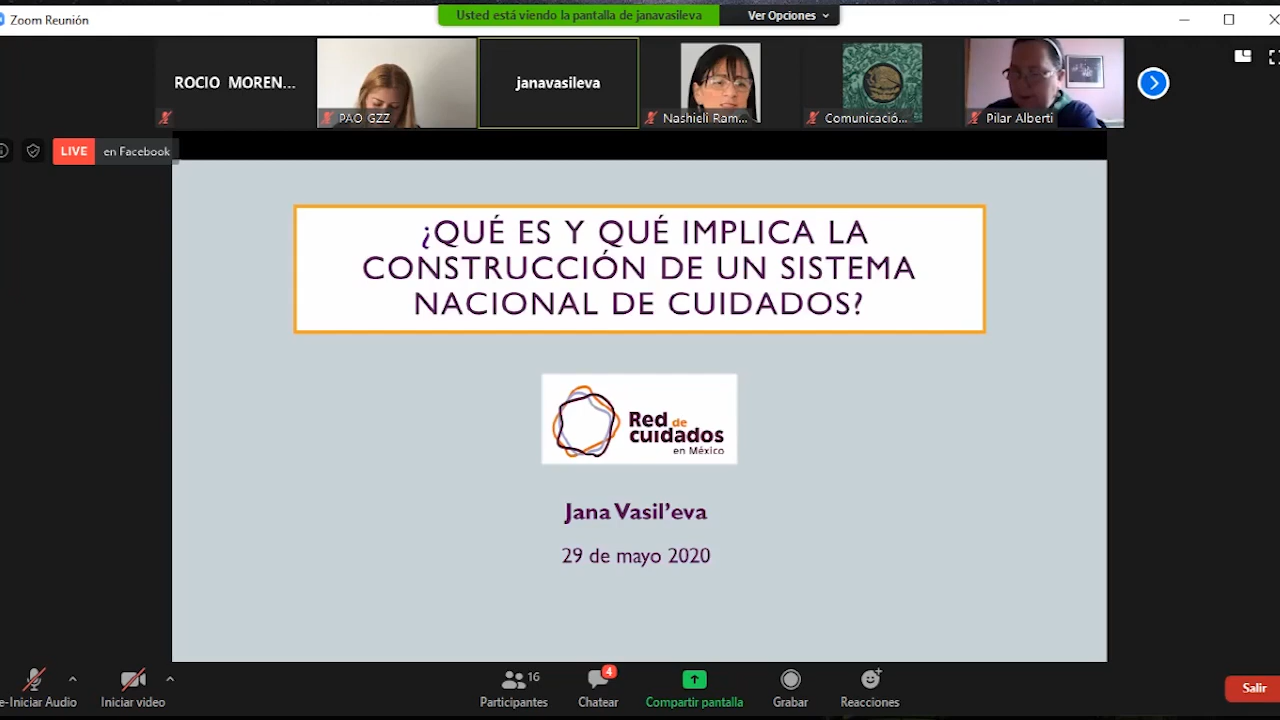 Zoom Reunión
Usted está viendo la pantalla de janavasileva
Ver Opciones
ROCIO MOREN...
PAO GZZ
janavasileva
Nashieli Ram...
Comunicació...
Pilar Alberti
LIVE en Facebook
¿QUÉ ES Y QUÉ IMPLICA LA
CONSTRUCCIÓN DE UN SISTEMA
NACIONAL DE CUIDADOS?
Red de
cuidados
en México
Jana Vasil'eva
29 de mayo 2020
e-Iniciar Audio
Iniciar video
16
Participantes
4
Chatear
Compartir pantalla
Grabar
Reacciones
Salir